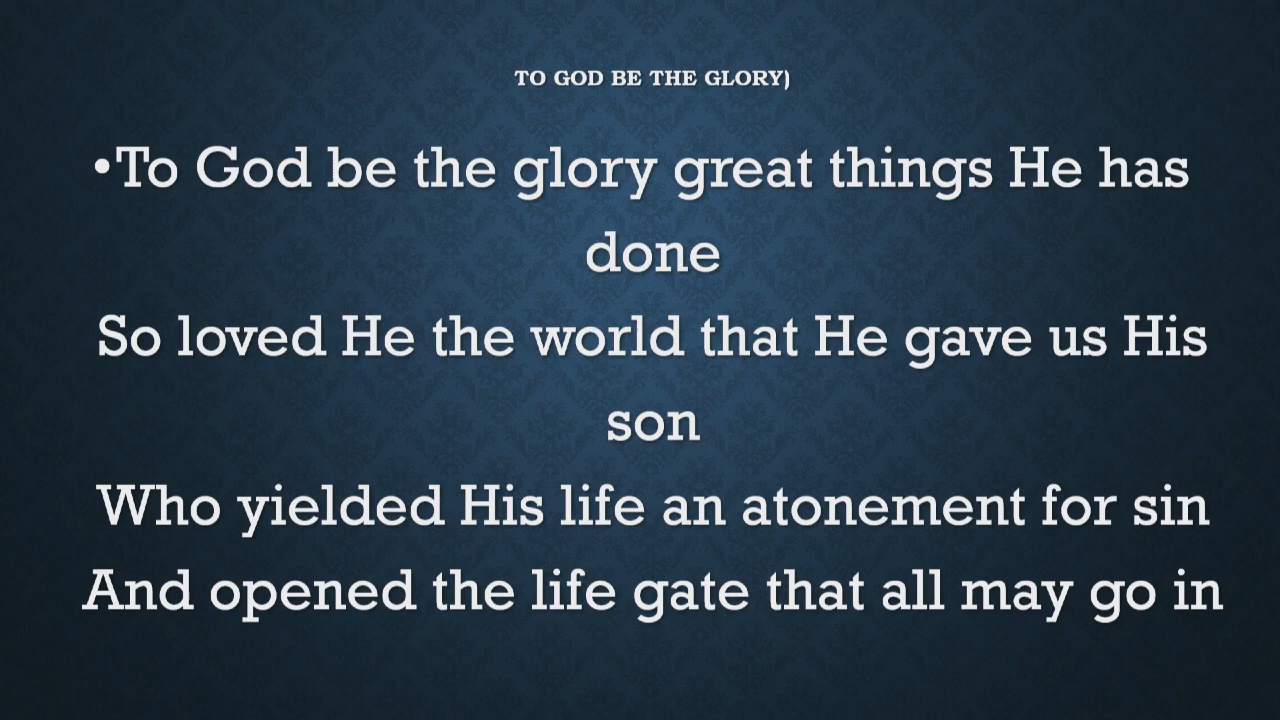 TO GOD BE THE GLORY)
•To God be the glory great things He has
done
So loved He the world that He gave us His
son
Who yielded His life an atonement for sin
And opened the life gate that all may go in